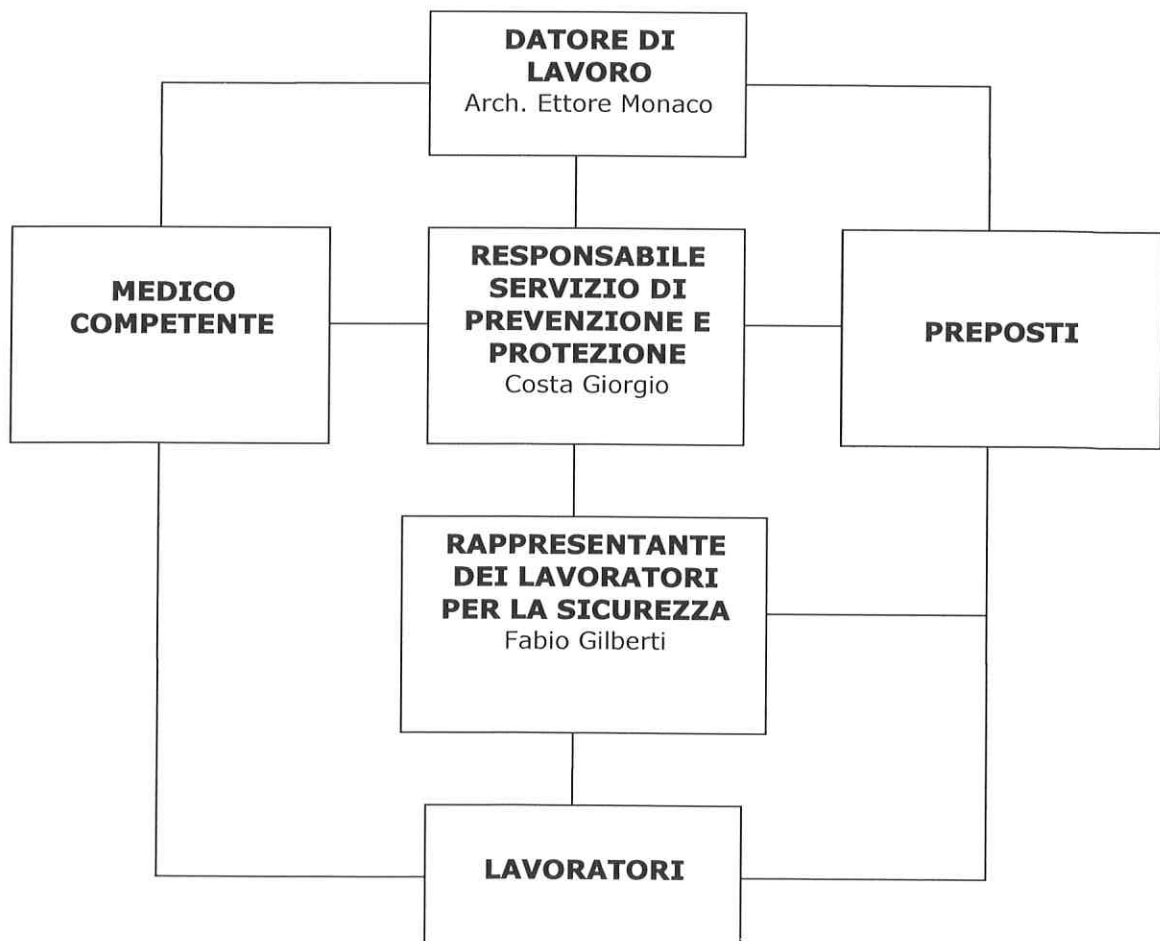 DATORE DI
LAVORO
Arch. Ettore Monaco
MEDICO
COMPETENTE
RESPONSABILE
SERVIZIO DI
PREVENZIONE E
PROTEZIONE
Costa Giorgio
PREPOSTI
RAPPRESENTANTE
DEI LAVORATORI
PER LA SICUREZZA
Fabio Gilberti
LAVORATORI